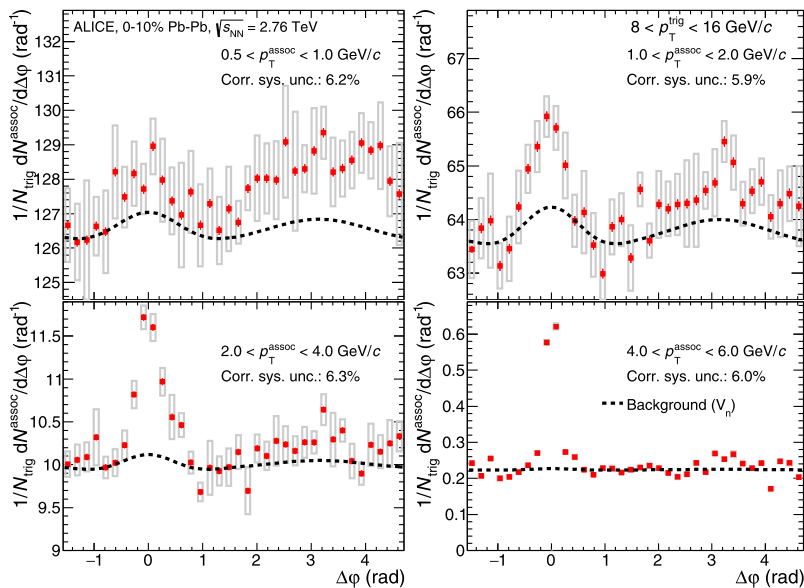 ALICE, 0-10% Pb-Pb, √s_NN = 2.76 TeV
0.5 < p_T^assoc < 1.0 GeV/c
Corr. sys. unc.: 6.2%
1/N_trig dN^assoc/dΔφ (rad⁻¹)
132
131
130
129
128
127
126
125
8 < p_T^trig < 16 GeV/c
1.0 < p_T^assoc < 2.0 GeV/c
Corr. sys. unc.: 5.9%
1/N_trig dN^assoc/dΔφ (rad⁻¹)
67
66
65
64
63
2.0 < p_T^assoc < 4.0 GeV/c
Corr. sys. unc.: 6.3%
1/N_trig dN^assoc/dΔφ (rad⁻¹)
11.5
11
10.5
10
9.5
9
−1 0 1 2 3 4
Δφ (rad)
4.0 < p_T^assoc < 6.0 GeV/c
Corr. sys. unc.: 6.0%
Background (V_n)
1/N_trig dN^assoc/dΔφ (rad⁻¹)
0.6
0.5
0.4
0.3
0.2
0.1
0
−1 0 1 2 3 4
Δφ (rad)